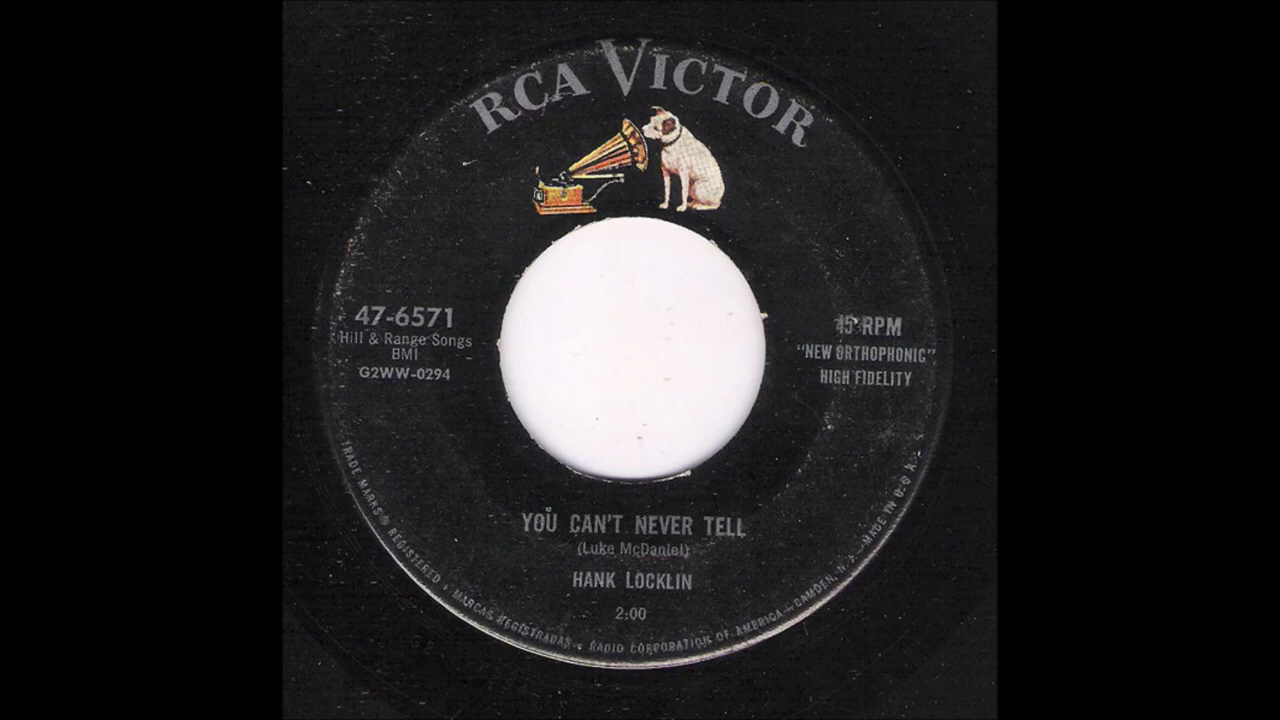 RCA VICTOR
47-6571
Hill & Range Songs
BMI
G2WW-0294
45 RPM
"NEW ORTHOPHONIC"
HIGH FIDELITY
YOU CAN'T NEVER TELL
(Luke McDaniel)
HANK LOCKLIN
2:00
TRADE MARKS ® REGISTERED • MARCAS REGISTRADAS • RADIO CORPORATION OF AMERICA — CAMDEN, N. J. — MADE IN U. S. A.